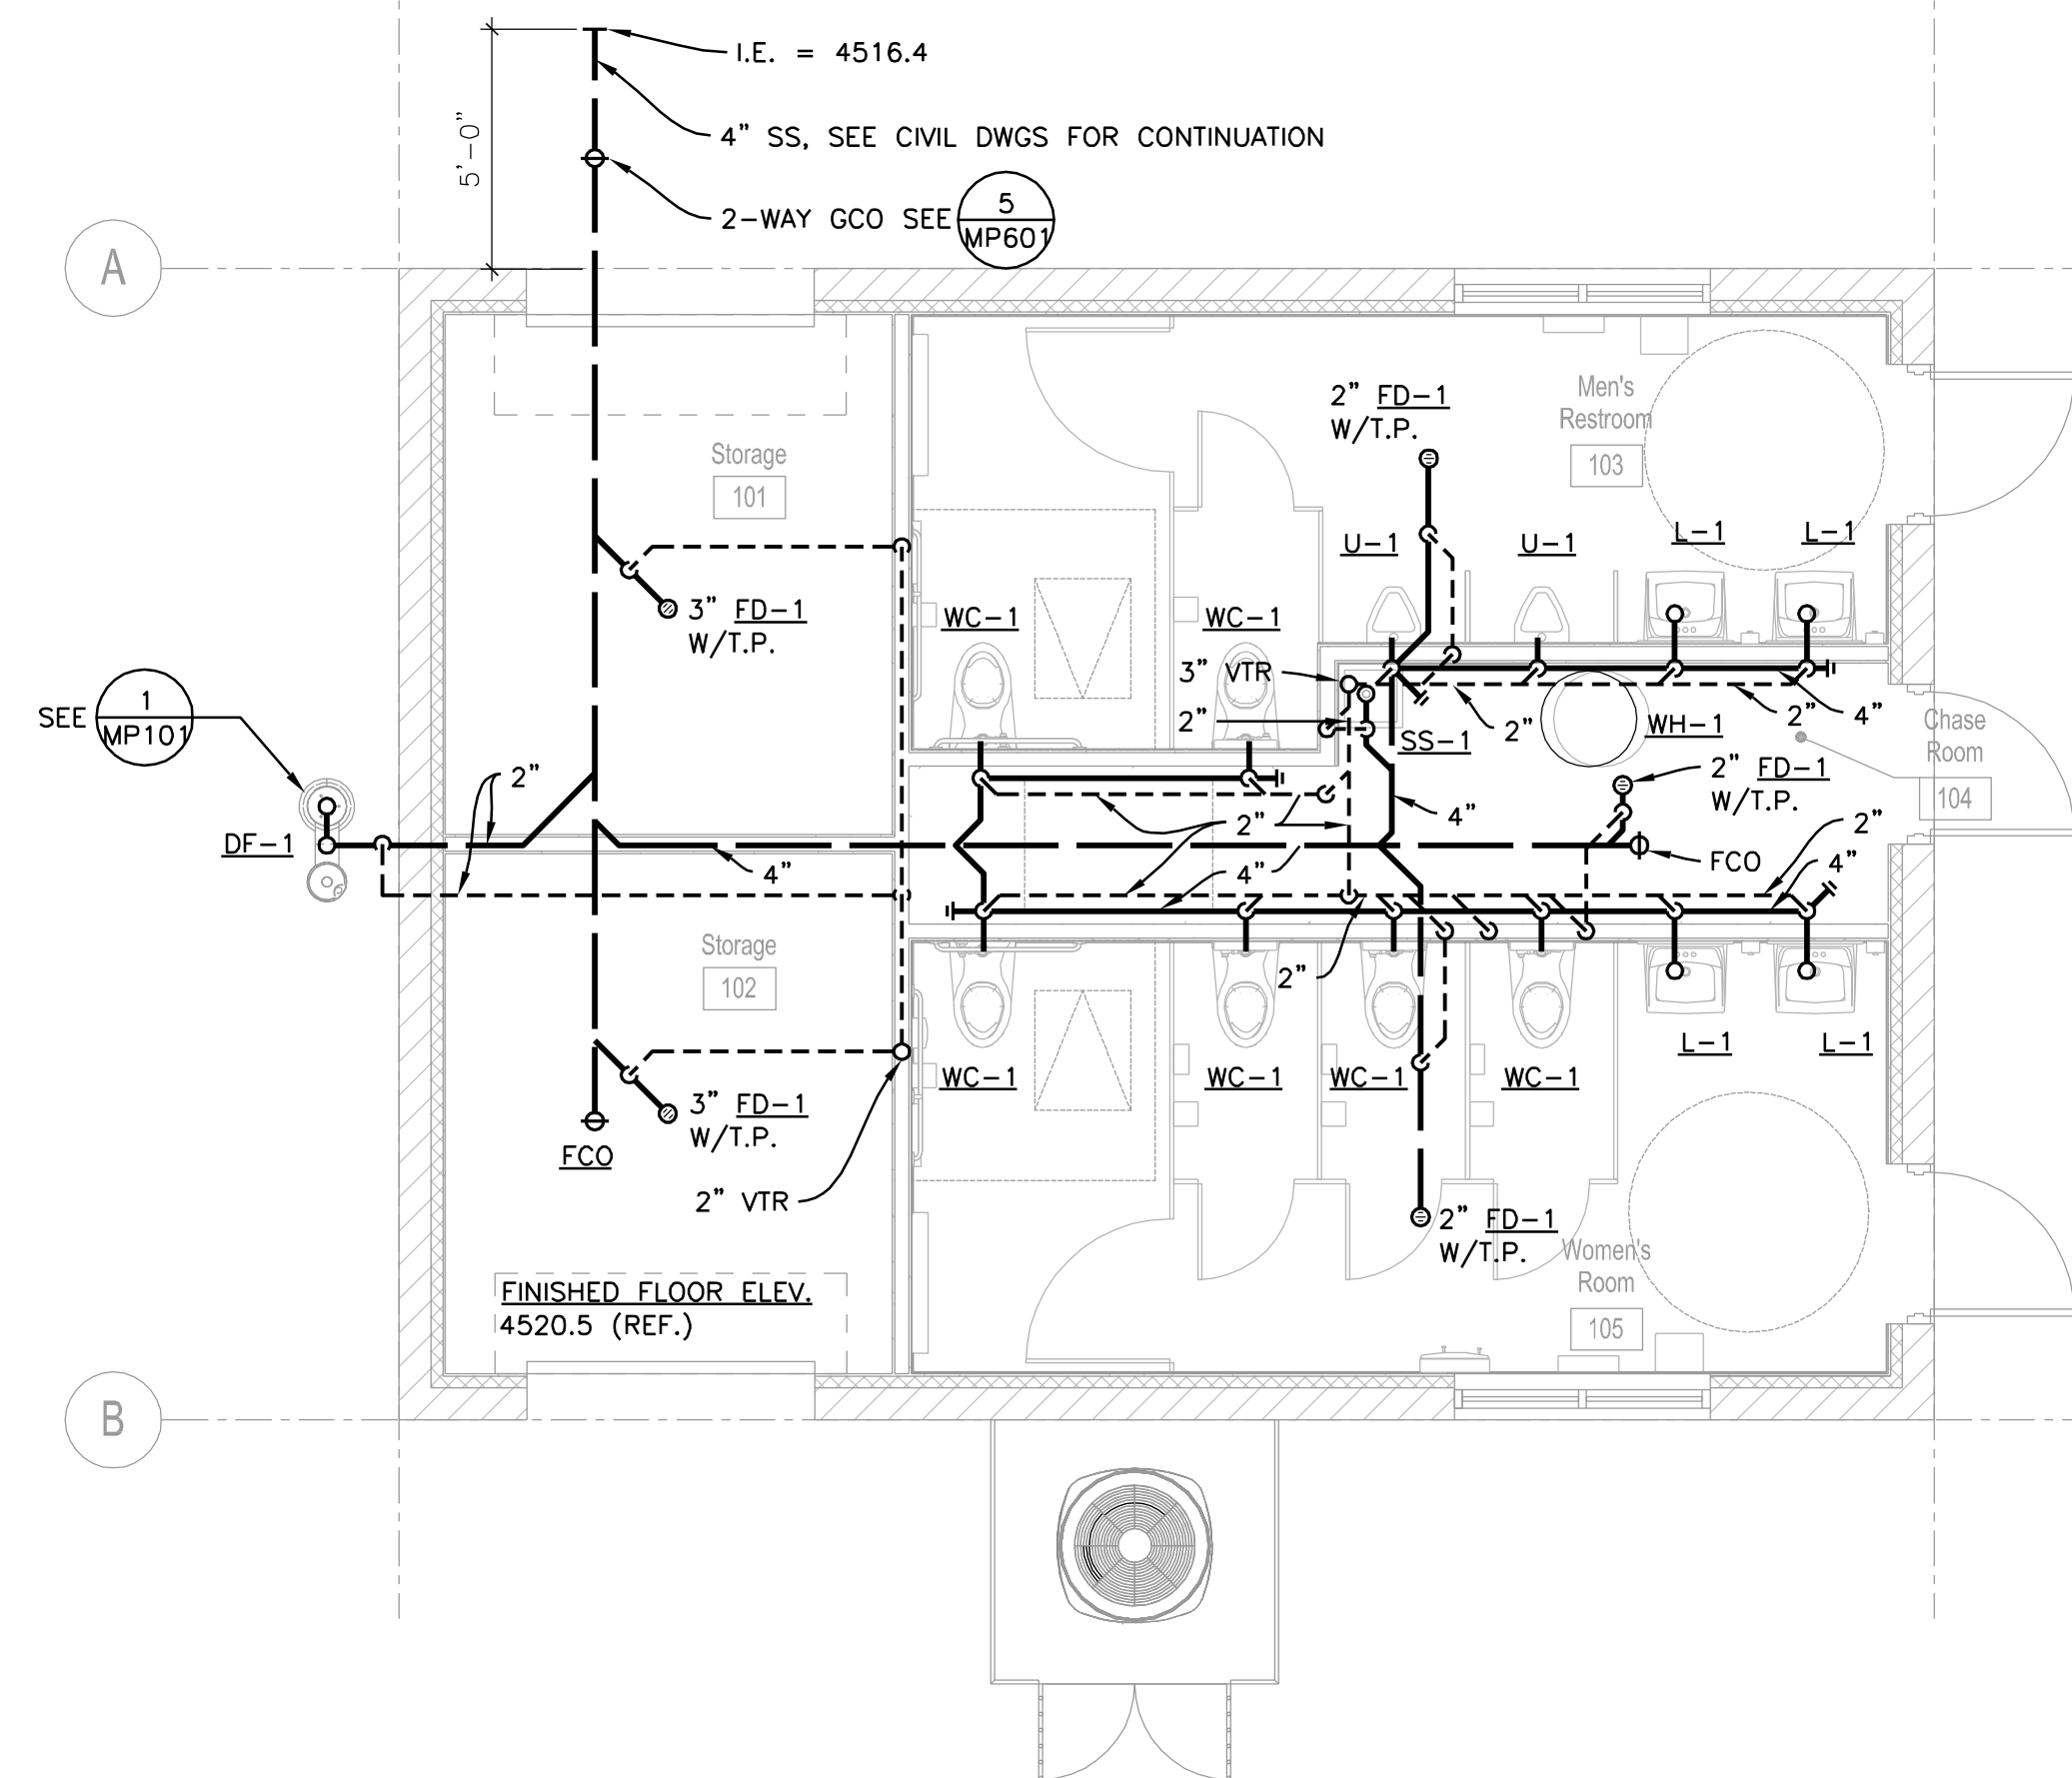 I.E. = 4516.4
4" SS, SEE CIVIL DWGS FOR CONTINUATION
5'-0"
2-WAY GCO SEE
5
MP601
A
2" FD-1
W/T.P.
Men's
Restroom
103
Storage
101
U-1
U-1
L-1
L-1
3" FD-1
W/T.P.
WC-1
WC-1
3" VTR
2"
SS-1
2"
WH-1
2"
4"
Chase
Room
104
SEE
1
MP101
DF-1
2"
4"
2"
4"
4"
2" FD-1
W/T.P.
FCO
2"
4"
Storage
102
2"
WC-1
WC-1
WC-1
WC-1
L-1
L-1
3" FD-1
W/T.P.
FCO
2" VTR
2" FD-1
W/T.P.
Women's
Room
105
FINISHED FLOOR ELEV.
4520.5 (REF.)
B